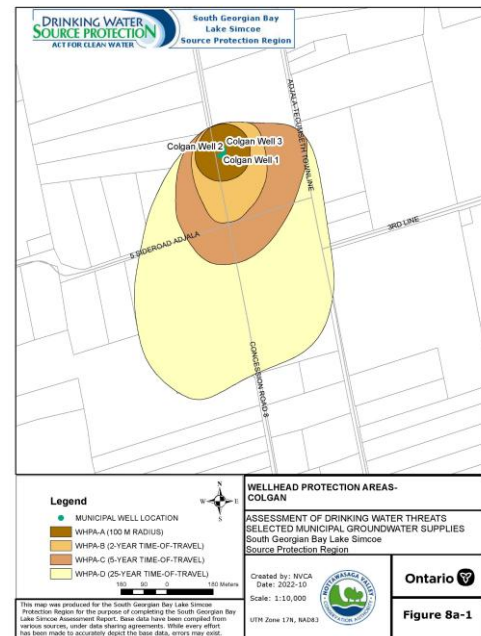 DRINKING WATER
SOURCE PROTECTION
ACT FOR CLEAN WATER
South Georgian Bay
Lake Simcoe
Source Protection Region
ADJALA-TECUMSETH TOWNLINE
Colgan Well 3
Colgan Well 2
Colgan Well 1
5 SIDEROAD ADJALA
3RD LINE
CONCESSION ROAD 8
Legend
N
W E
S
MUNICIPAL WELL LOCATION
WHPA-A (100 M RADIUS)
WHPA-B (2-YEAR TIME-OF-TRAVEL)
WHPA-C (5-YEAR TIME-OF-TRAVEL)
WHPA-D (25-YEAR TIME-OF-TRAVEL)
180 90 0 180 Meters
This map was produced for the South Georgian Bay Lake Simcoe
Protection Region for the purpose of completing the South Georgian Bay
Lake Simcoe Assessment Report. Base data have been compiled from
various sources, under data sharing agreements. While every effort
has been made to accurately depict the base data, errors may exist.
WELLHEAD PROTECTION AREAS-
COLGAN
ASSESSMENT OF DRINKING WATER THREATS
SELECTED MUNICIPAL GROUNDWATER SUPPLIES
South Georgian Bay Lake Simcoe
Source Protection Region
Created by: NVCA
Date: 2022-10
Scale: 1:10,000
UTM Zone 17N, NAD83
NOTTAWASAGA VALLEY
CONSERVATION AUTHORITY
Ontario
Figure 8a-1